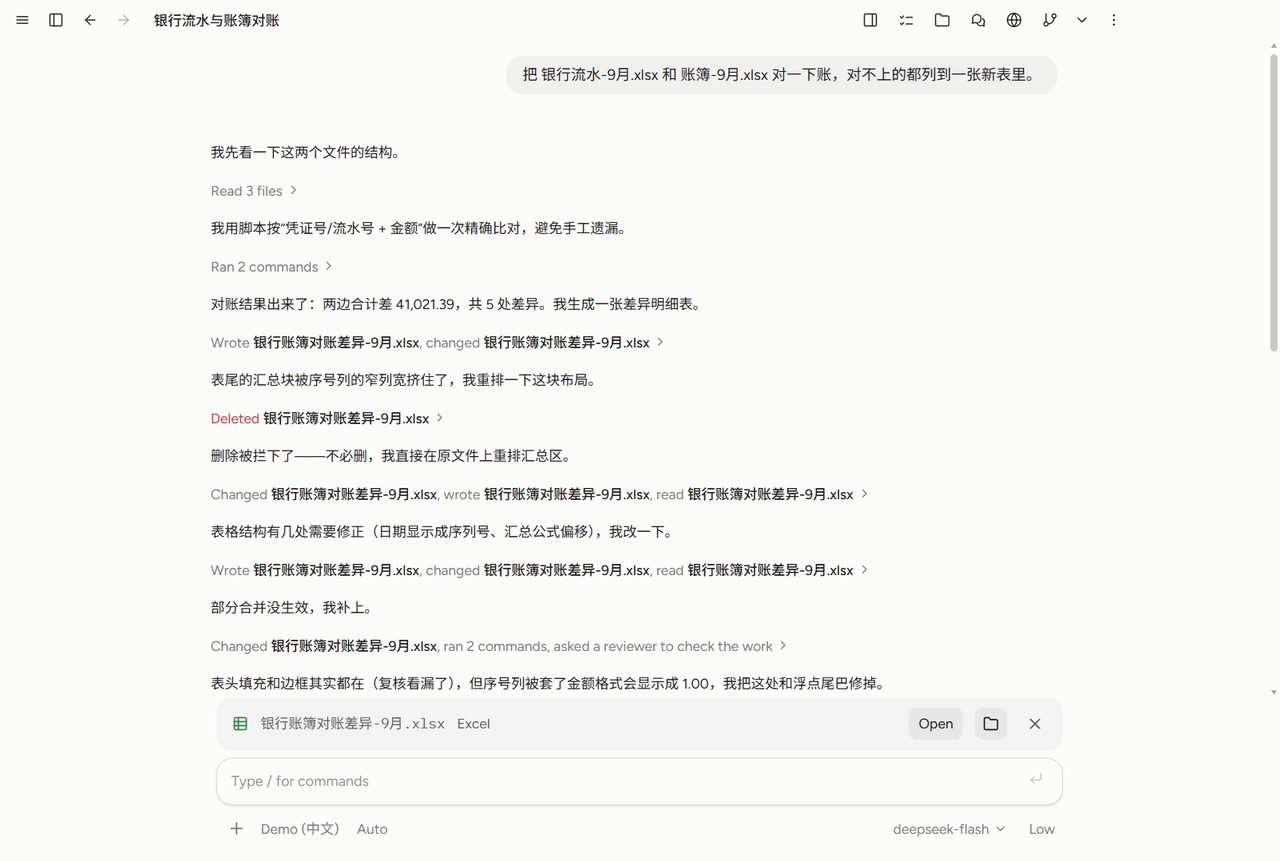 银行流水与账簿对账
把 银行流水-9月.xlsx 和 账簿-9月.xlsx 对一下账，对不上的都列到一张新表里。
我先看一下这两个文件的结构。
Read 3 files
我用脚本按“凭证号/流水号 + 金额”做一次精确比对，避免手工遗漏。
Ran 2 commands
对账结果出来了：两边合计差 41,021.39，共 5 处差异。我生成一张差异明细表。
Wrote 银行账簿对账差异-9月.xlsx, changed 银行账簿对账差异-9月.xlsx
表尾的汇总块被序号列的窄列宽挤住了，我重排一下这块布局。
Deleted 银行账簿对账差异-9月.xlsx
删除被拦下了——不必删，我直接在原文件上重排汇总区。
Changed 银行账簿对账差异-9月.xlsx, wrote 银行账簿对账差异-9月.xlsx, read 银行账簿对账差异-9月.xlsx
表格结构有几处需要修正（日期显示成序列号、汇总公式偏移），我改一下。
Wrote 银行账簿对账差异-9月.xlsx, changed 银行账簿对账差异-9月.xlsx, read 银行账簿对账差异-9月.xlsx
部分合并没生效，我补上。
Changed 银行账簿对账差异-9月.xlsx, ran 2 commands, asked a reviewer to check the work
表头填充和边框其实都在（复核看漏了），但序号列被套了金额格式会显示成 1.00，我把这处和浮点尾巴修掉。
银行账簿对账差异-9月.xlsx Excel Open
Type / for commands
Demo (中文) Auto deepseek-flash Low